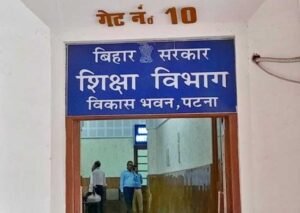 गेट नं० 10
बिहार सरकार
शिक्षा विभाग
विकास भवन, पटना